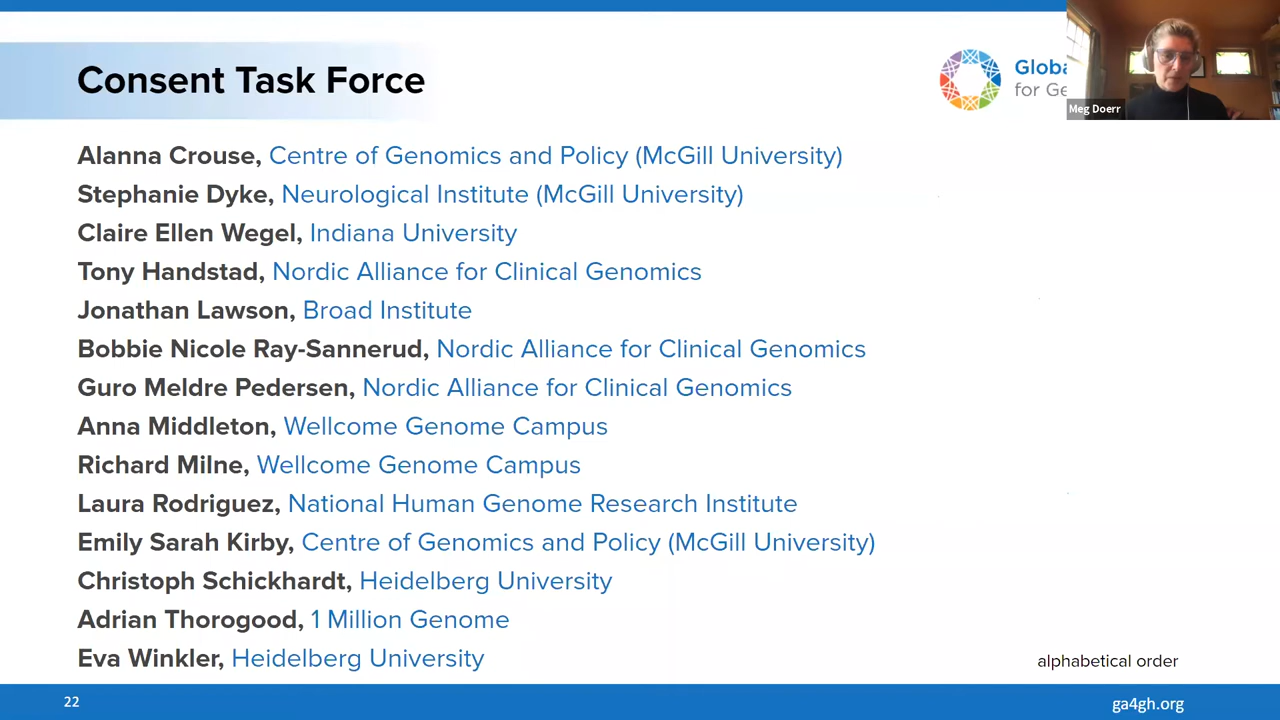 Consent Task Force
Globa
for Ge
Meg Doerr
Alanna Crouse, Centre of Genomics and Policy (McGill University)
Stephanie Dyke, Neurological Institute (McGill University)
Claire Ellen Wegel, Indiana University
Tony Handstad, Nordic Alliance for Clinical Genomics
Jonathan Lawson, Broad Institute
Bobbie Nicole Ray-Sannerud, Nordic Alliance for Clinical Genomics
Guro Meldre Pedersen, Nordic Alliance for Clinical Genomics
Anna Middleton, Wellcome Genome Campus
Richard Milne, Wellcome Genome Campus
Laura Rodriguez, National Human Genome Research Institute
Emily Sarah Kirby, Centre of Genomics and Policy (McGill University)
Christoph Schickhardt, Heidelberg University
Adrian Thorogood, 1 Million Genome
Eva Winkler, Heidelberg University
alphabetical order
22
ga4gh.org